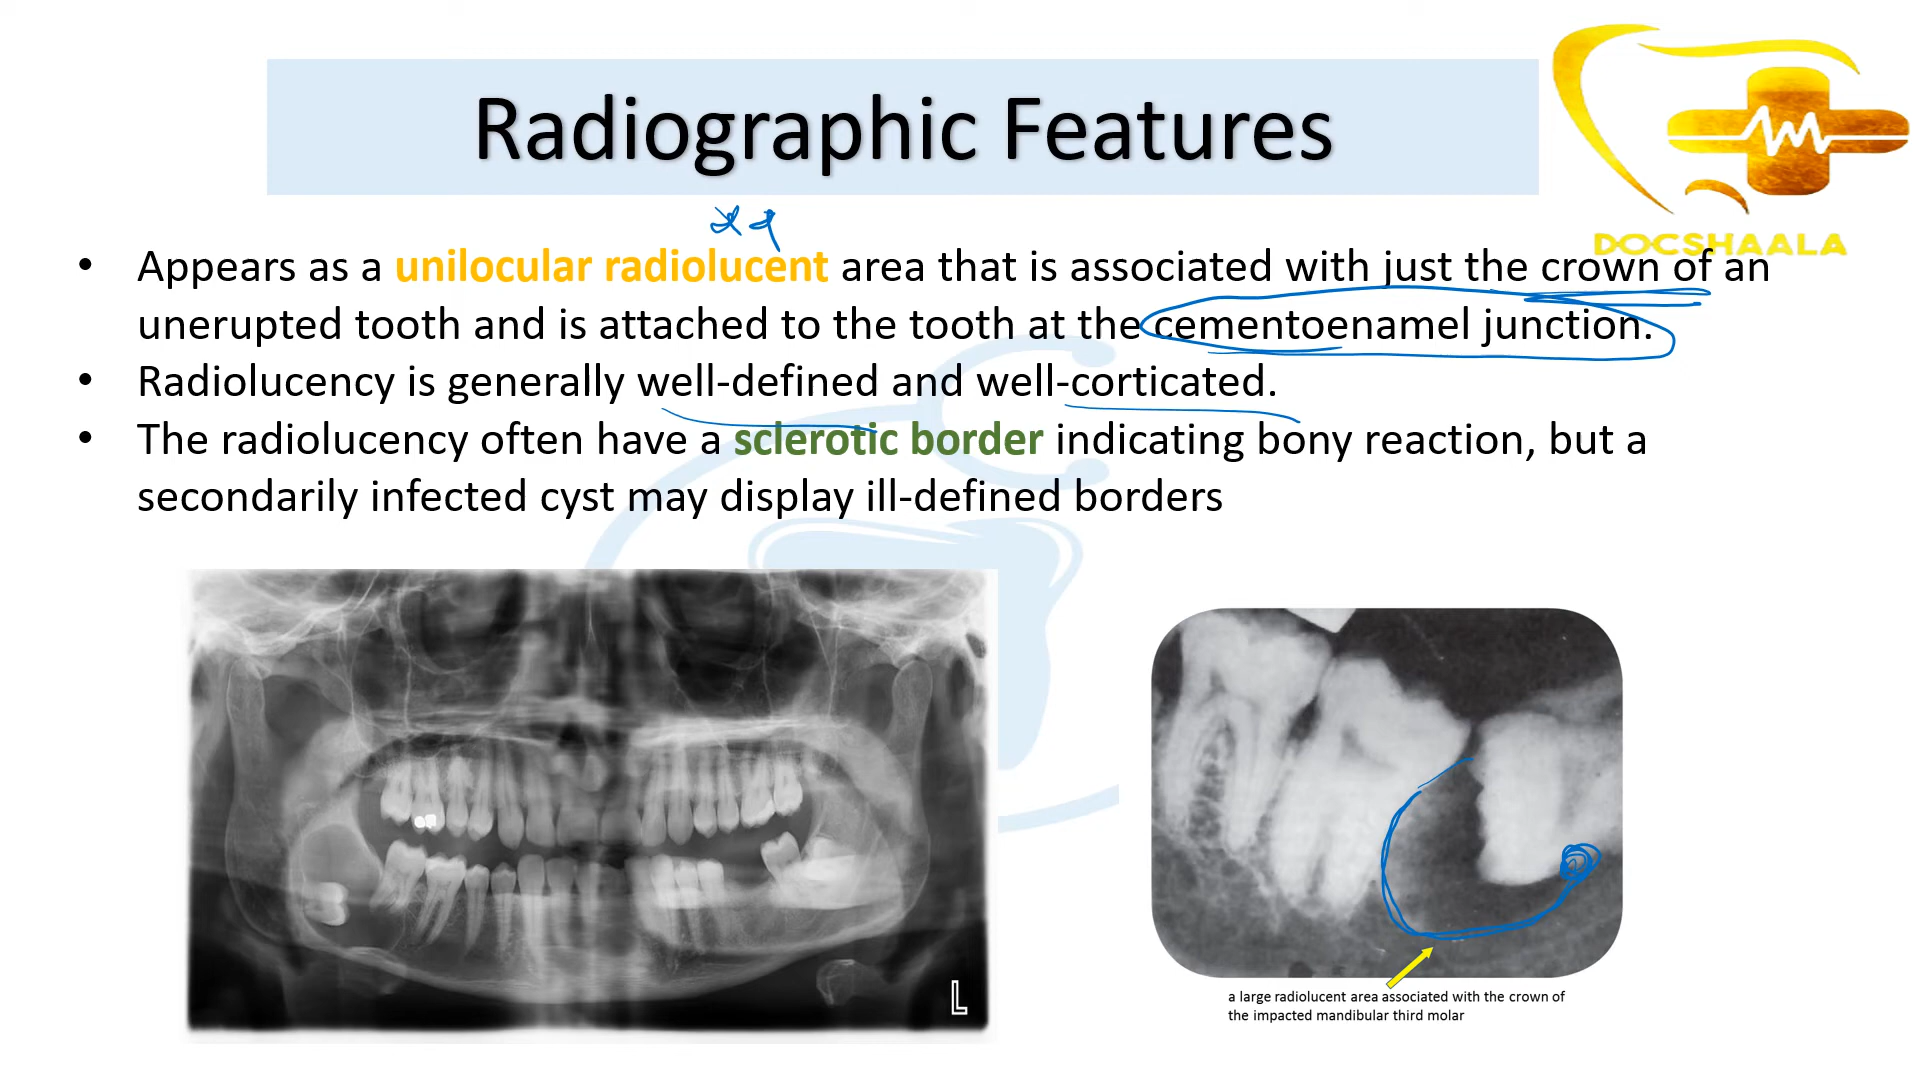 Radiographic Features
DOCSHAALA
• Appears as a unilocular radiolucent area that is associated with just the crown of an
unerupted tooth and is attached to the tooth at the cementoenamel junction.
• Radiolucency is generally well-defined and well-corticated.
• The radiolucency often have a sclerotic border indicating bony reaction, but a
secondarily infected cyst may display ill-defined borders
L
a large radiolucent area associated with the crown of
the impacted mandibular third molar